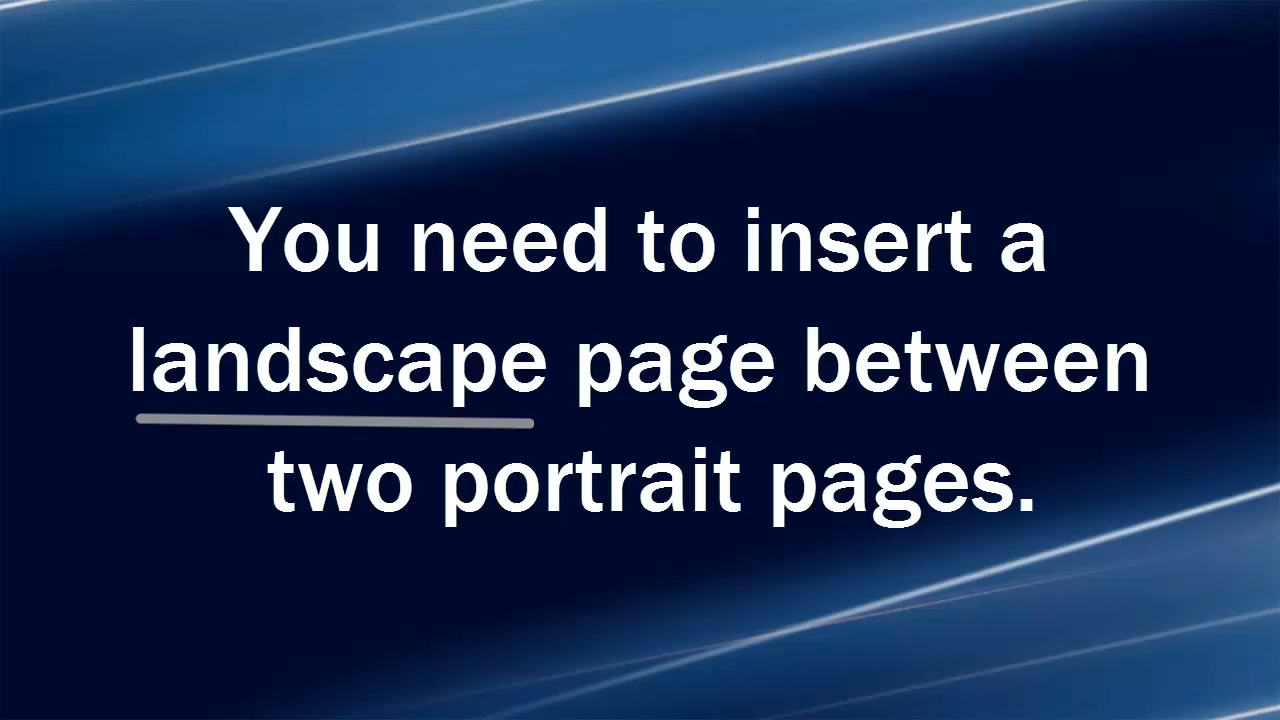 You need to insert a
landscape page between
two portrait pages.